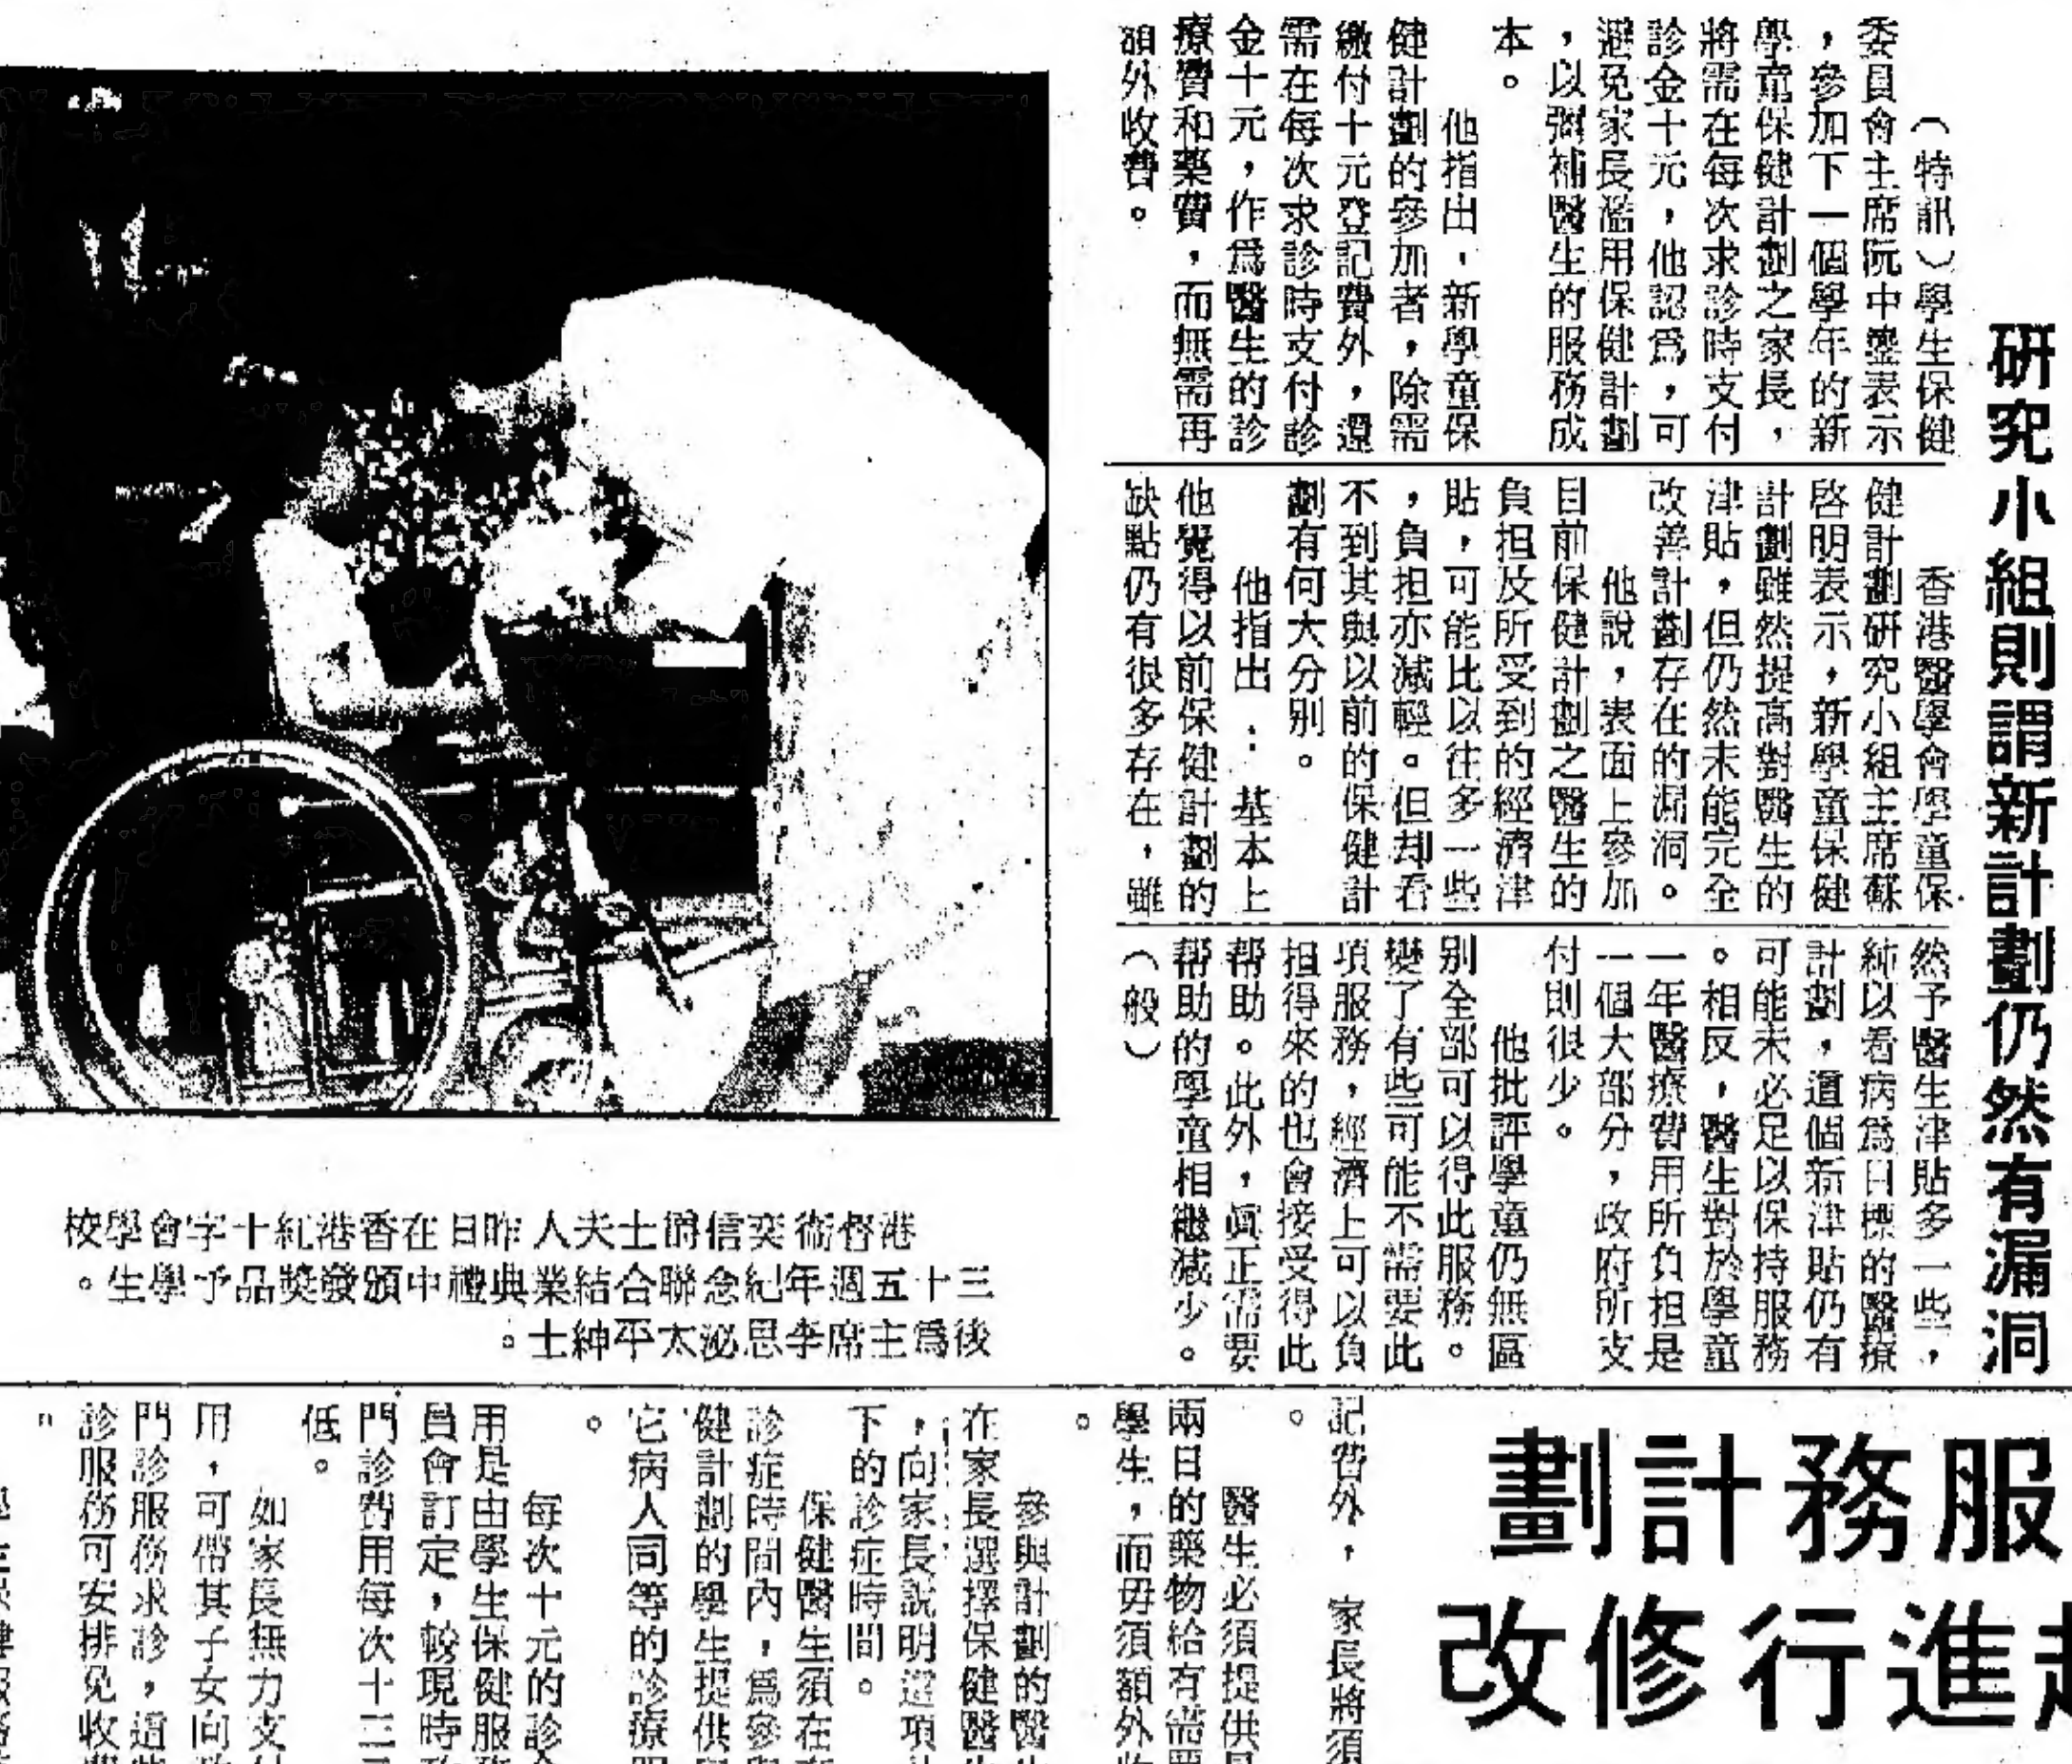 研究小組則謂新計劃仍然有漏洞
（特訊）學生保健
委員會主席阮中鎏表示
，參加下一個學年的新
學童保健計劃之家長，
將需在每次求診時支付
診金十元，他認爲，可
避免家長濫用保健計劃
，以彌補醫生的服務成
本。
他指出，新學童保
健計劃的參加者，除需
繳付十元登記費外，還
需在每次求診時支付診
金十元，作爲醫生的診
療費和藥費，而無需再
額外收費。
香港醫學會學童保
健計劃研究小組主席蘇
啓明表示，新學童保健
計劃雖然提高對醫生的
津貼，但仍然未能完全
改善計劃存在的漏洞。
他說，表面上參加
目前保健計劃之醫生的
負担及所受到的經濟津
貼，可能比以往多一些
，負担亦減輕。但却看
不到其與以前的保健計
劃有何大分別。
他指出：基本上
他覺得以前保健計劃的
缺點仍有很多存在，雖
然予醫生津貼多一些，
純以看病爲目標的醫療
計劃，這個新津貼仍有
可能未必足以保持服務
。相反，醫生對於學童
一年醫療費用所負担是
一個大部分，政府所支
付則很少。
他批評學童仍無區
別全部可以得此服務。
變了有些可能不需要此
項服務，經濟上可以負
担得來的也會接受得此
帮助。此外，眞正需要
帮助的學童相繼減少。
（般）
港督衞奕信爵士夫人昨日在香港紅十字會學校
三十五週年紀念聯合結業典禮中頒發獎品予學生。
後爲主席李思泌太平紳士。
服務計劃
進行修改
記費外，家長將須
。
醫生必須提供
兩日的藥物給有需
學生，而毋須額外收
。
參與計劃的醫
在家長選擇保健醫
，向家長說明這項
下的診症時間。
保健醫生須在
診症時間內，爲參與
健計劃的學生提供
它病人同等的診療
。
每次十元的診
用是由學生保健服
員會訂定，較現時
門診費用每次十三
低。
如家長無力支付
用，可帶其子女向
門診服務求診，這
診服務可安排免收